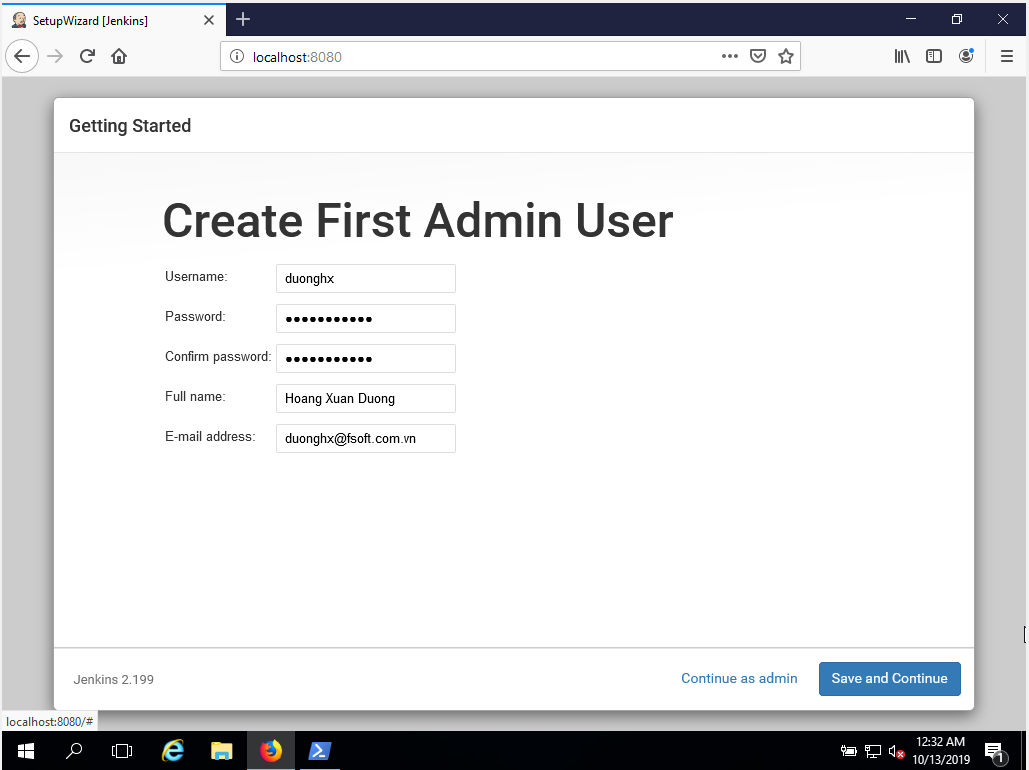 SetupWizard [Jenkins]
localhost:8080
Getting Started
Create First Admin User
Username: duonghx
Password: •••••••••••
Confirm password: •••••••••••
Full name: Hoang Xuan Duong
E-mail address: duonghx@fsoft.com.vn
Jenkins 2.199 Continue as admin Save and Continue
localhost:8080/#
12:32 AM
10/13/2019
1